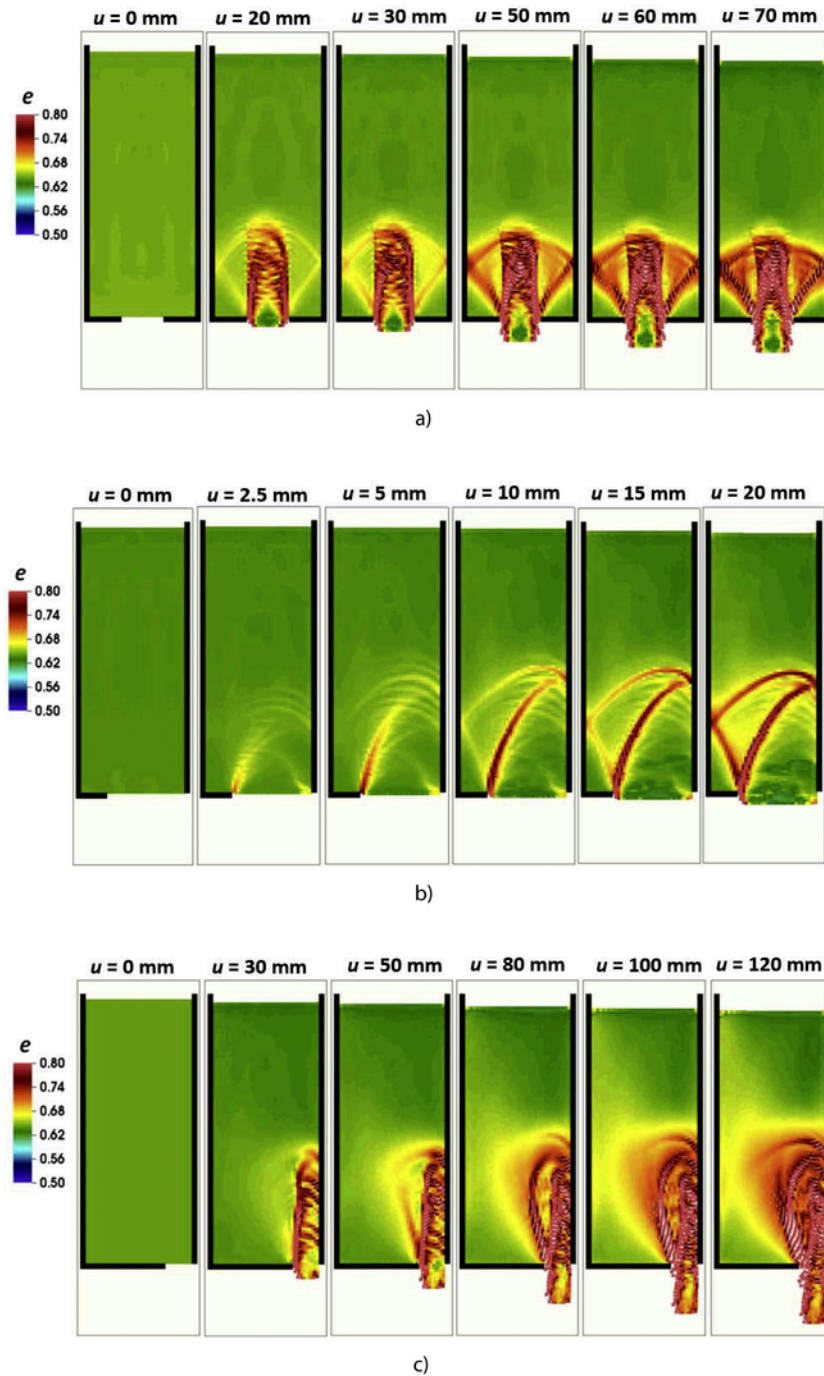 u = 0 mm u = 20 mm u = 30 mm u = 50 mm u = 60 mm u = 70 mm
e
0.80
0.74
0.68
0.62
0.56
0.50
a)
u = 0 mm u = 2.5 mm u = 5 mm u = 10 mm u = 15 mm u = 20 mm
e
0.80
0.74
0.68
0.62
0.56
0.50
b)
u = 0 mm u = 30 mm u = 50 mm u = 80 mm u = 100 mm u = 120 mm
e
0.80
0.74
0.68
0.62
0.56
0.50
c)